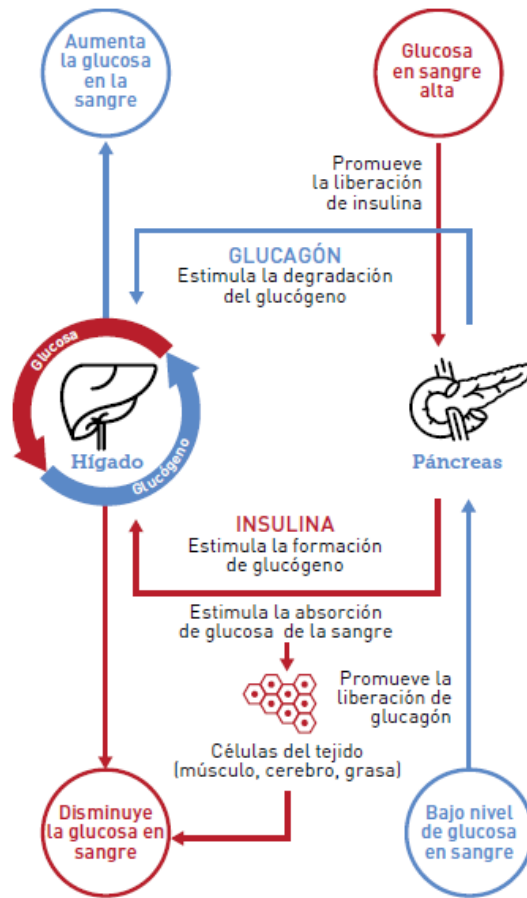 Aumenta
la glucosa
en la
sangre
Glucosa
en sangre
alta
Promueve
la liberación
de insulina
GLUCAGÓN
Estimula la degradación
del glucógeno
Glucosa
Glucógeno
Hígado
Páncreas
INSULINA
Estimula la formación
de glucógeno
Estimula la absorción
de glucosa de la sangre
Promueve la
liberación de
glucagón
Células del tejido
(músculo, cerebro, grasa)
Disminuye
la glucosa en
sangre
Bajo nivel
de glucosa
en sangre